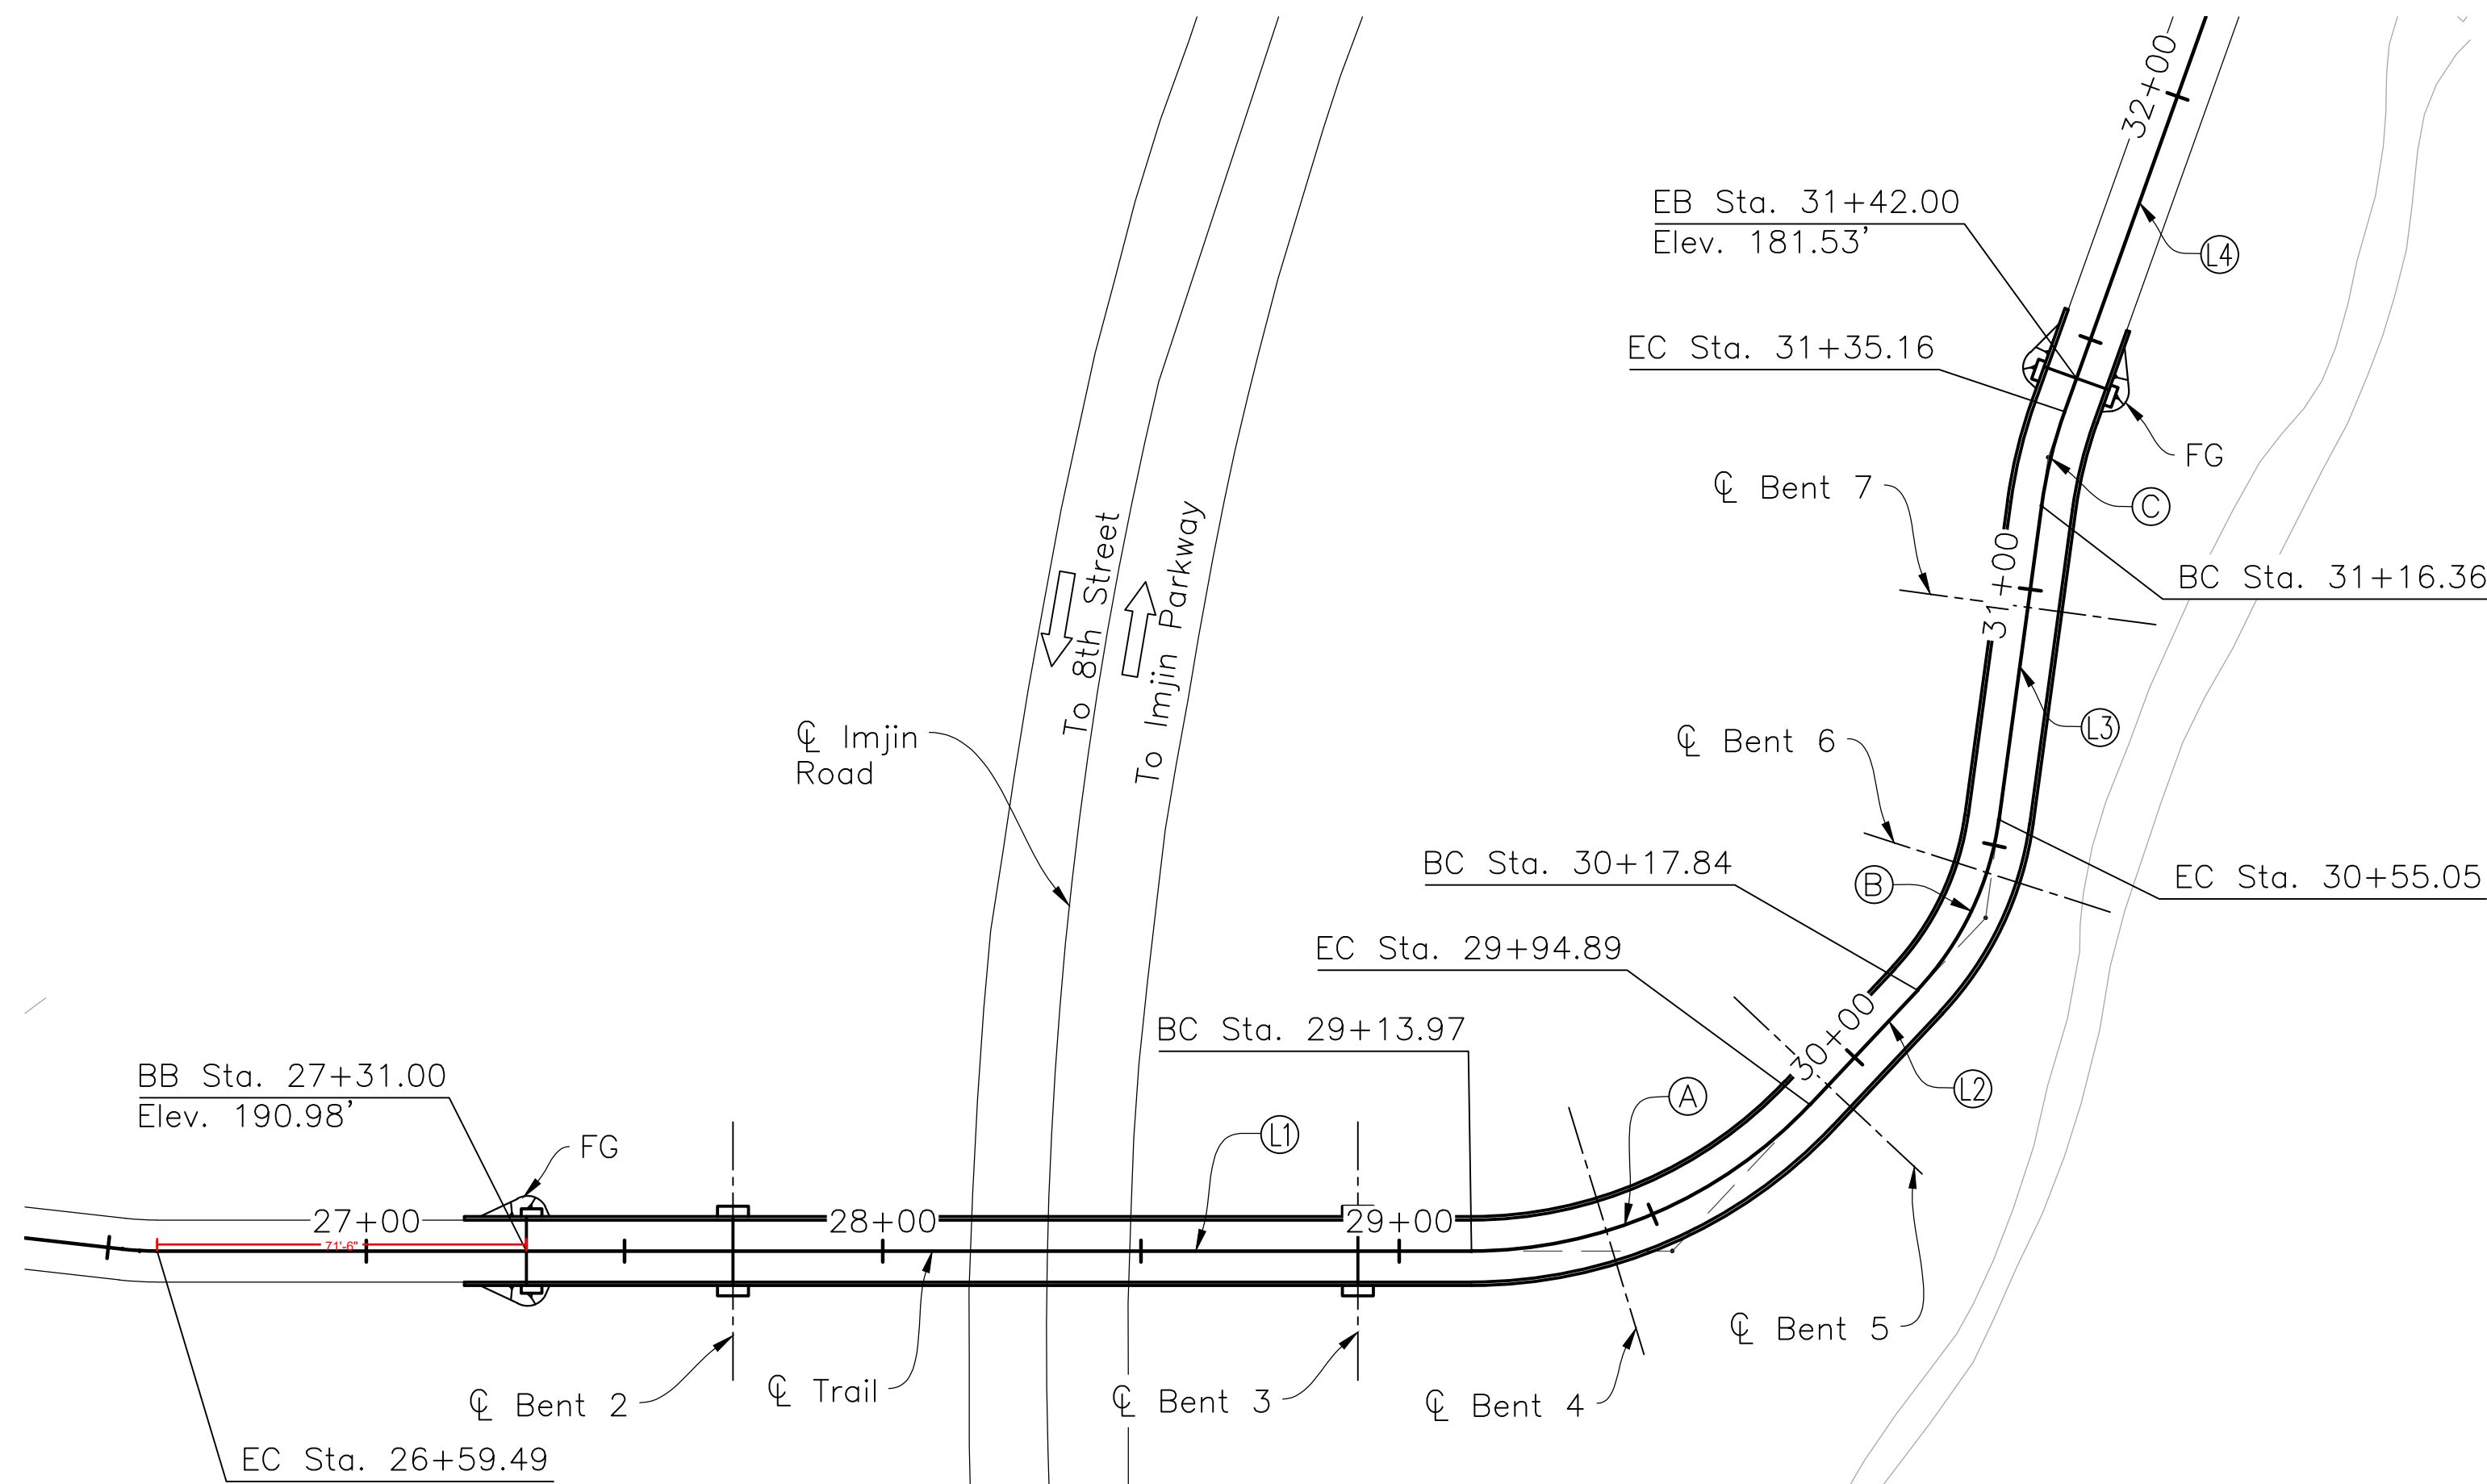 32+00
EB Sta. 31+42.00
Elev. 181.53'
L4
EC Sta. 31+35.16
FG
℄ Bent 7
C
31+00
BC Sta. 31+16.36
To 8th Street
To Imjin Parkway
℄ Imjin
Road
L3
℄ Bent 6
BC Sta. 30+17.84
B
EC Sta. 30+55.05
EC Sta. 29+94.89
30+00
BC Sta. 29+13.97
BB Sta. 27+31.00
Elev. 190.98'
A
L2
L1
FG
27+00
28+00
29+00
71'-6"
℄ Bent 5
℄ Bent 2
℄ Trail
℄ Bent 3
℄ Bent 4
EC Sta. 26+59.49